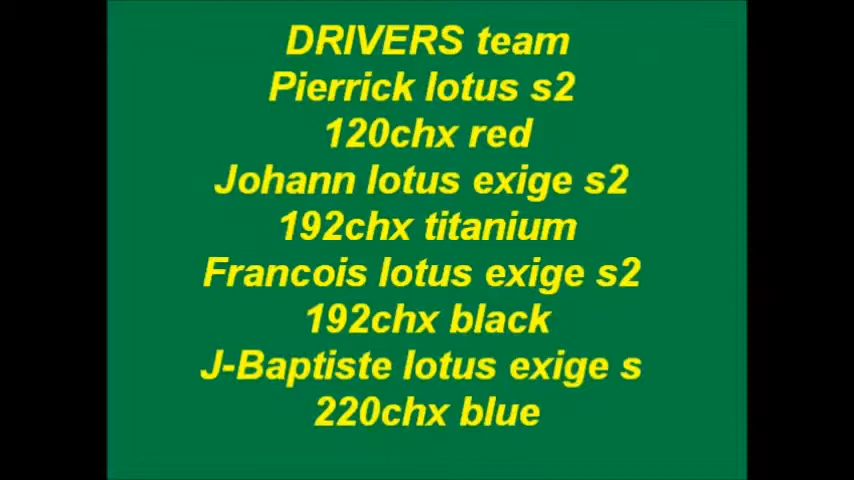 DRIVERS team
Pierrick lotus s2
120chx red
Johann lotus exige s2
192chx titanium
Francois lotus exige s2
192chx black
J-Baptiste lotus exige s
220chx blue